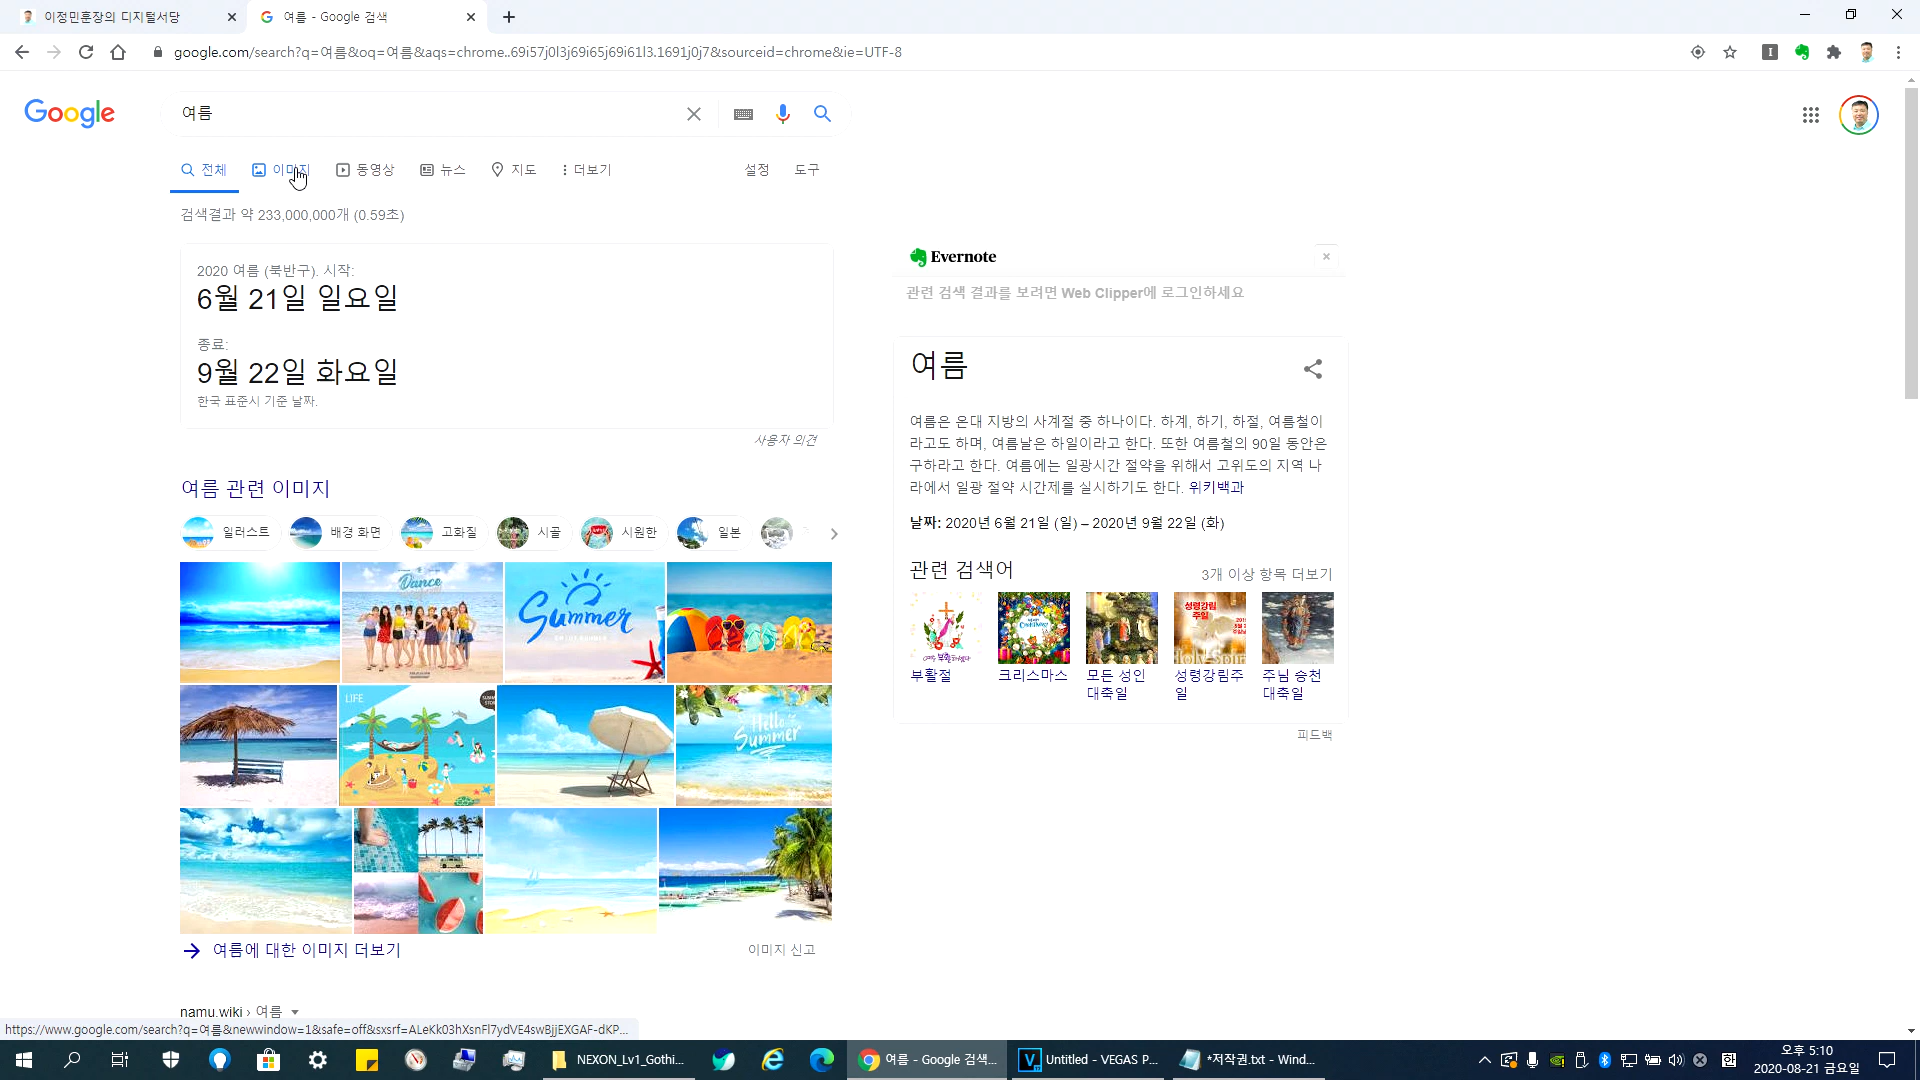 이정민훈장의 디지털서당
여름 - Google 검색
google.com/search?q=여름&oq=여름&aqs=chrome..69i57j0l3j69i65j69i61l3.1691j0j7&sourceid=chrome&ie=UTF-8
Google
여름
전체
이미지
동영상
뉴스
지도
더보기
설정
도구
검색결과 약 233,000,000개 (0.59초)
2020 여름 (북반구). 시작:
6월 21일 일요일
종료:
9월 22일 화요일
한국 표준시 기준 날짜.
사용자 의견
Evernote
관련 검색 결과를 보려면 Web Clipper에 로그인하세요
여름
여름은 온대 지방의 사계절 중 하나이다. 하계, 하기, 하절, 여름철이
라고도 하며, 여름날은 하일이라고 한다. 또한 여름철의 90일 동안은
구하라고 한다. 여름에는 일광시간 절약을 위해서 고위도의 지역 나
라에서 일광 절약 시간제를 실시하기도 한다. 위키백과
날짜: 2020년 6월 21일 (일) – 2020년 9월 22일 (화)
관련 검색어
3개 이상 항목 더보기
성령강림
주일
부활절
크리스마스
모든 성인
대축일
성령강림주
일
주님 승천
대축일
피드백
여름 관련 이미지
일러스트
배경 화면
고화질
시골
시원한
일본
Dance
Summer
LIFE
Hello
Summer
여름에 대한 이미지 더보기
이미지 신고
namu.wiki › 여름
https://www.google.com/search?q=여름&newwindow=1&safe=off&sxsrf=ALeKk03hXsnFl7ydVE4swBjjEXGAF-dKP...
NEXON_Lv1_Gothi...
여름 - Google 검색...
Untitled - VEGAS P...
*저작권.txt - Wind...
한
오후 5:10
2020-08-21 금요일